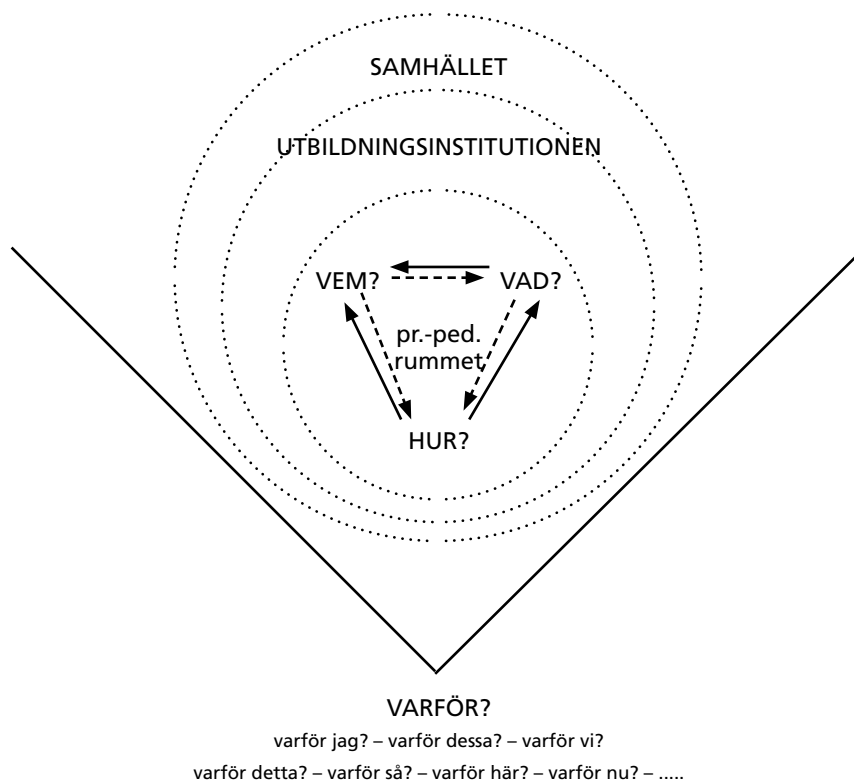 SAMHÄLLET
UTBILDNINGSINSTITUTIONEN
VEM?
VAD?
pr.-ped.
rummet
HUR?
VARFÖR?
varför jag? – varför dessa? – varför vi?
varför detta? – varför så? – varför här? – varför nu? – .....